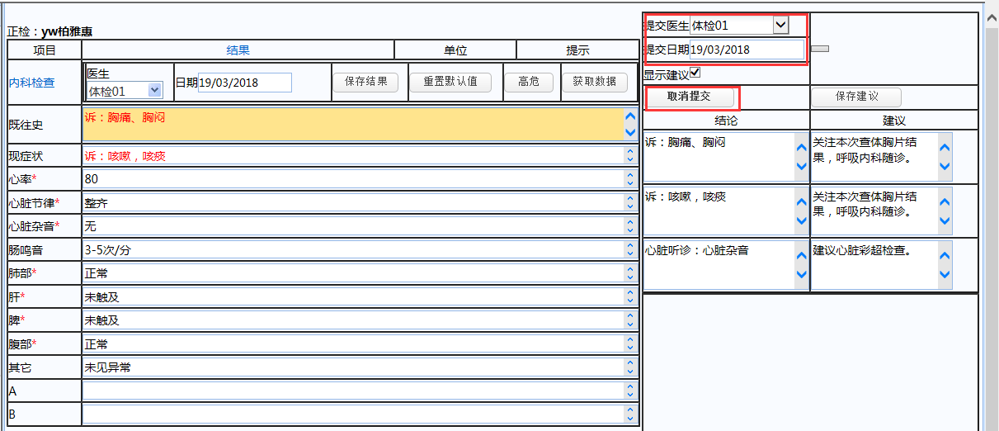 正检：yw柏雅惠
项目 结果 单位 提示
内科检查 医生 体检01 日期 19/03/2018 保存结果 重置默认值 高危 获取数据
既往史 诉：胸痛、胸闷
现症状 诉：咳嗽，咳痰
心率* 80
心脏节律* 整齐
心脏杂音* 无
肠鸣音 3-5次/分
肺部* 正常
肝* 未触及
脾* 未触及
腹部* 正常
其它 未见异常
A
B
提交医生 体检01
提交日期 19/03/2018
显示建议
取消提交 保存建议
结论 建议
诉：胸痛、胸闷 关注本次查体胸片结
果，呼吸内科随诊。
诉：咳嗽，咳痰 关注本次查体胸片结
果，呼吸内科随诊。
心脏听诊：心脏杂音 建议心脏彩超检查。